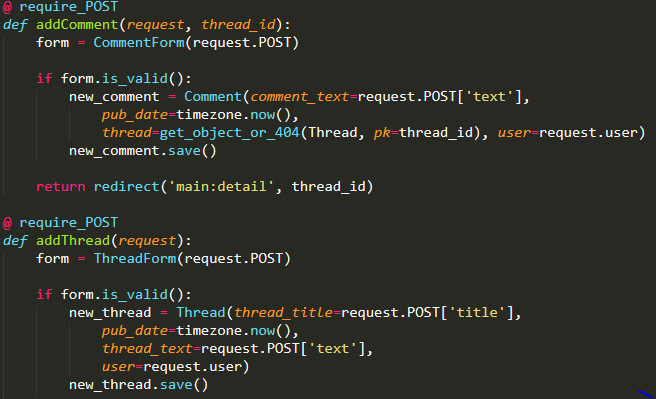 @ require_POST
def addComment(request, thread_id):
    form = CommentForm(request.POST)

    if form.is_valid():
        new_comment = Comment(comment_text=request.POST['text'],
            pub_date=timezone.now(),
            thread=get_object_or_404(Thread, pk=thread_id), user=request.user)
        new_comment.save()

    return redirect('main:detail', thread_id)

@ require_POST
def addThread(request):
    form = ThreadForm(request.POST)

    if form.is_valid():
        new_thread = Thread(thread_title=request.POST['title'],
            pub_date=timezone.now(),
            thread_text=request.POST['text'],
            user=request.user)
        new_thread.save()